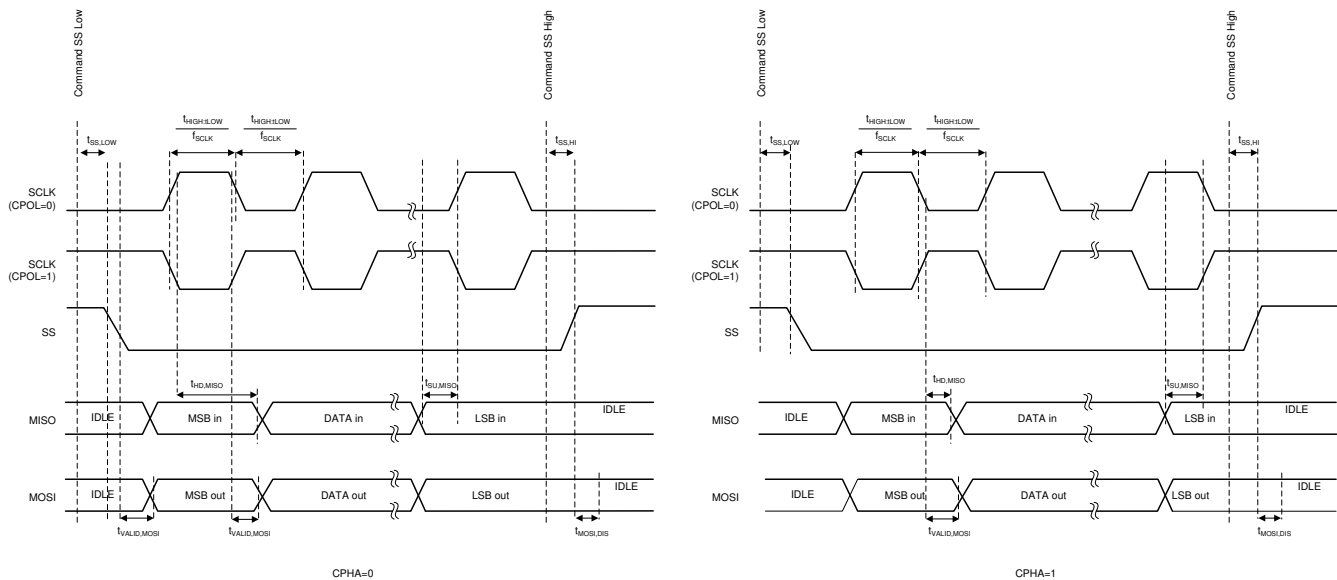 Command SS Low
Command SS High
tHIGH:tLOW
fSCLK
tHIGH:tLOW
fSCLK
tSS,LOW
tSS,HI
SCLK
(CPOL=0)
SCLK
(CPOL=1)
SS
tHD,MISO
tSU,MISO
MISO
IDLE
MSB in
DATA in
LSB in
IDLE
MOSI
IDLE
MSB out
DATA out
LSB out
IDLE
tVALID,MOSI
tVALID,MOSI
tMOSI,DIS
CPHA=0
Command SS Low
Command SS High
tHIGH:tLOW
fSCLK
tHIGH:tLOW
fSCLK
tSS,LOW
tSS,HI
SCLK
(CPOL=0)
SCLK
(CPOL=1)
SS
tHD,MISO
tSU,MISO
MISO
IDLE
MSB in
DATA in
LSB in
IDLE
MOSI
IDLE
MSB out
DATA out
LSB out
IDLE
tVALID,MOSI
tMOSI,DIS
CPHA=1